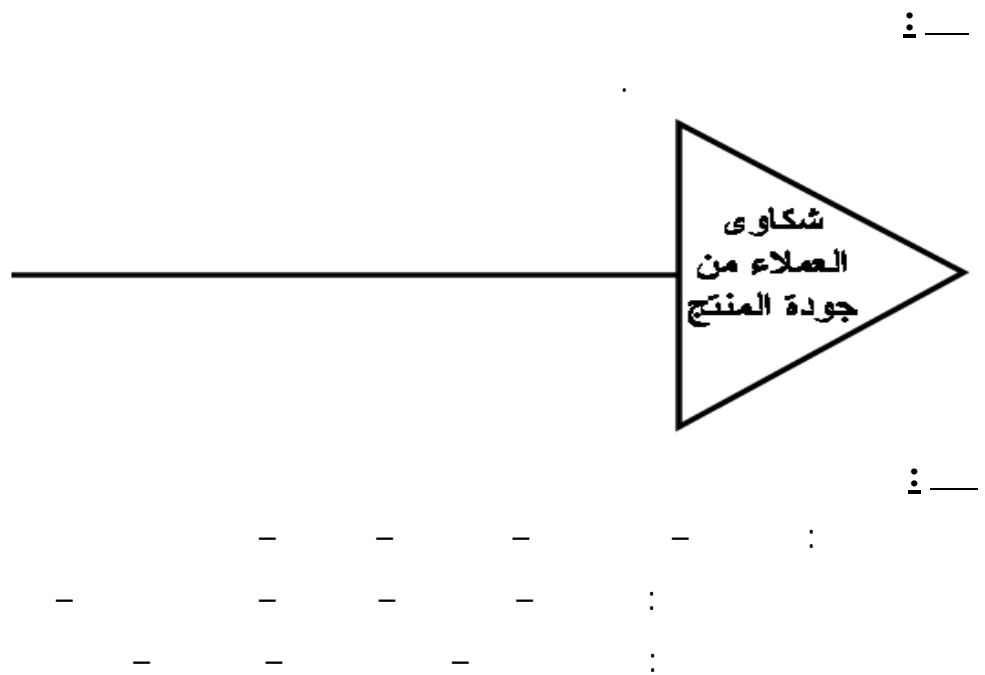 شكاوى
العملاء من
جودة المنتج